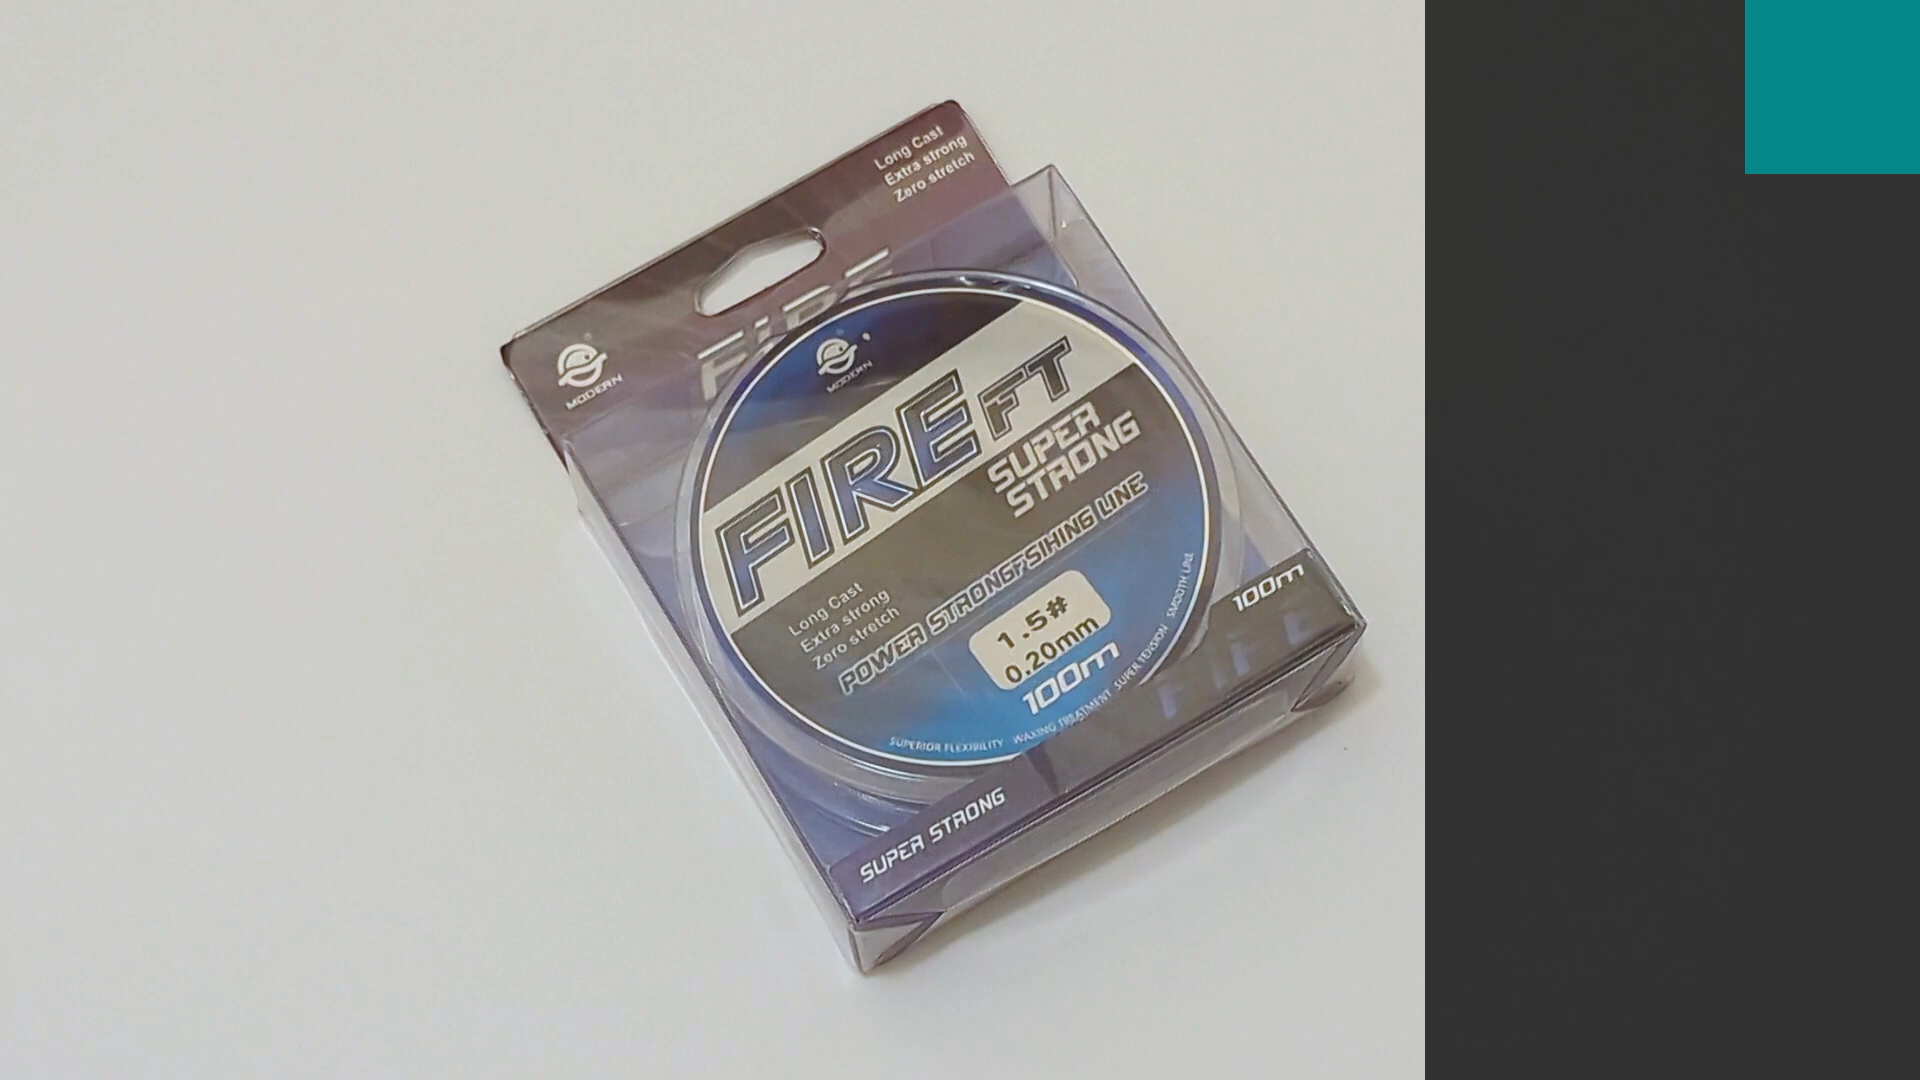 Long Cast
Extra strong
Zero stretch
FIRE
MODERN
MODERN
FIRE FT
SUPER
STRONG
POWER STRONGFSIHING LINE
Long Cast
Extra strong
Zero stretch
1.5#
0.20mm
100m
SUPERIOR FLEXIBILITY WAXING TREATMENT SUPER TENSION SMOOTH LINE
100m
SUPER STRONG